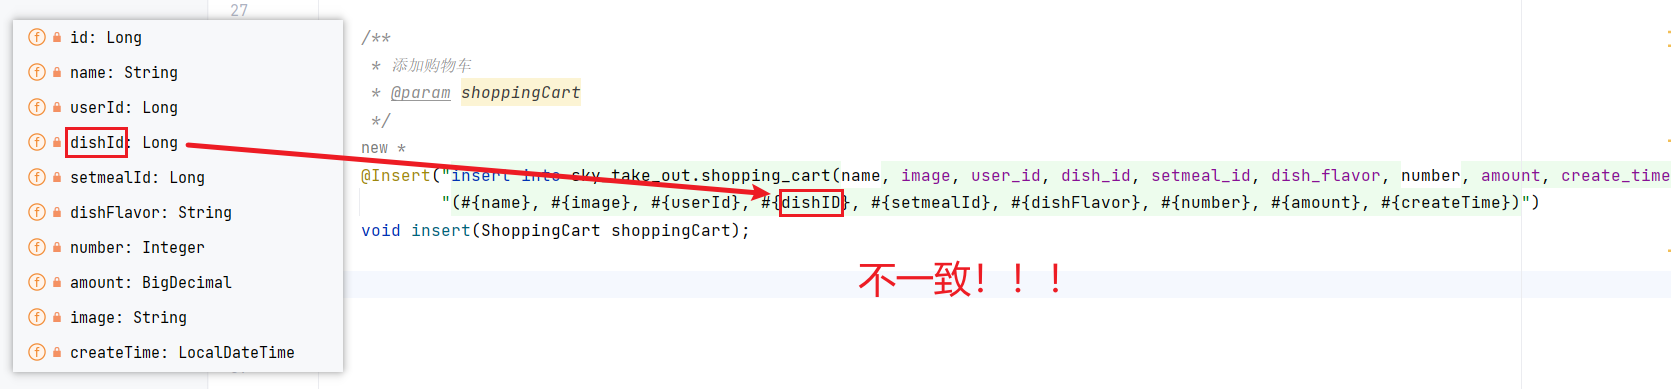 27
id: Long
name: String
userId: Long
dishId: Long
setmealId: Long
dishFlavor: String
number: Integer
amount: BigDecimal
image: String
createTime: LocalDateTime
/**
* 添加购物车
* @param shoppingCart
*/
new *
@Insert("insert into sky_take_out.shopping_cart(name, image, user_id, dish_id, setmeal_id, dish_flavor, number, amount, create_time
"(#{name}, #{image}, #{userId}, #{dishID}, #{setmealId}, #{dishFlavor}, #{number}, #{amount}, #{createTime})")
void insert(ShoppingCart shoppingCart);
不一致！！！